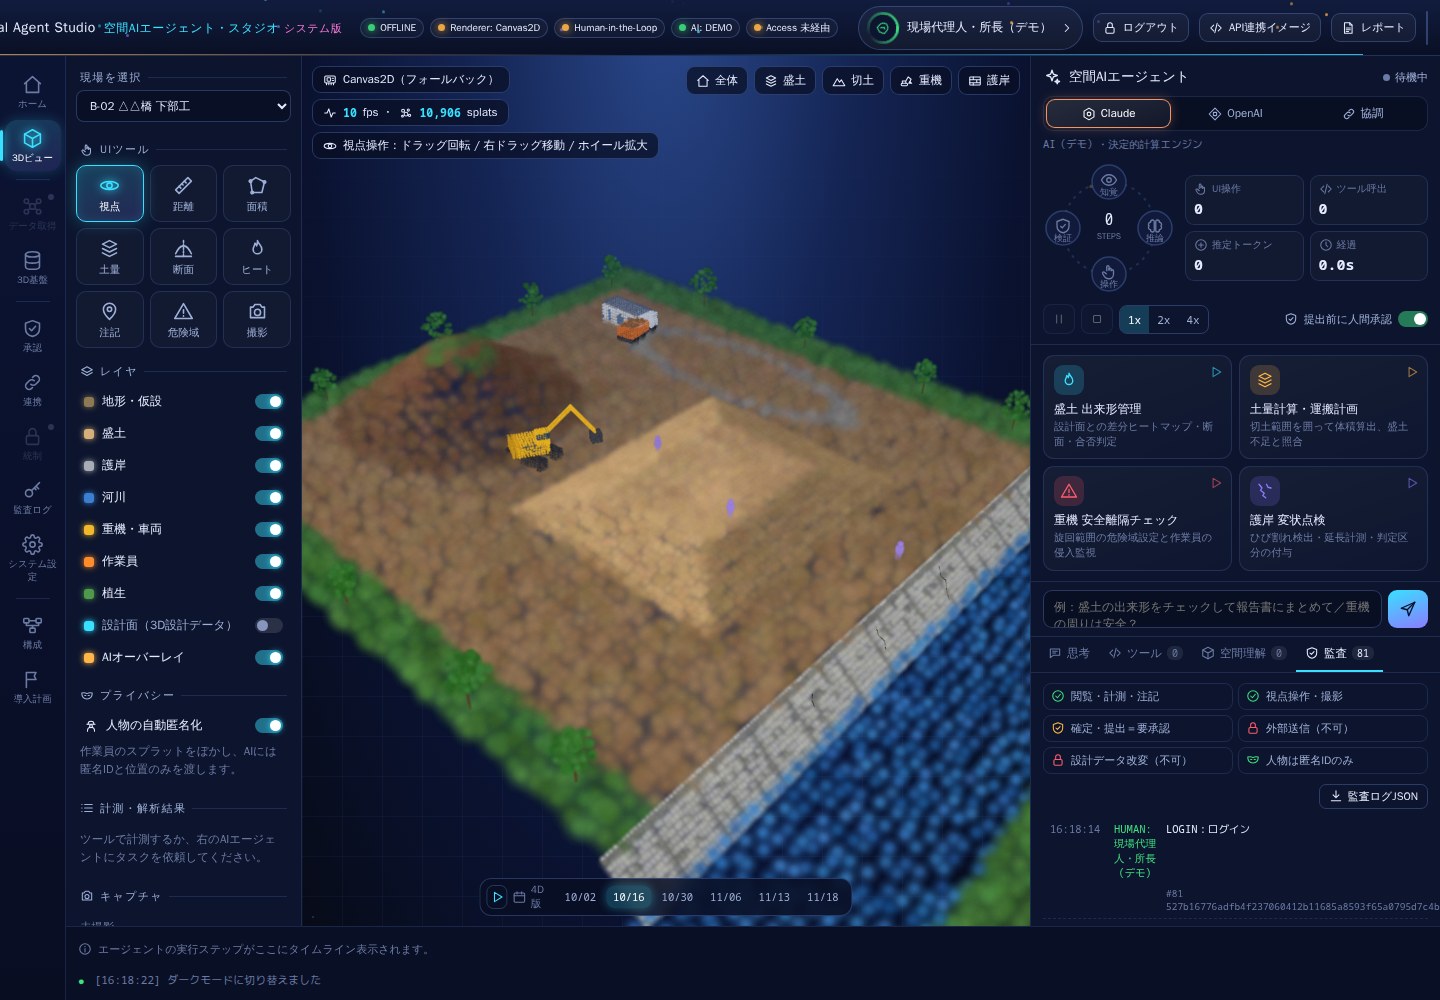 al Agent Studio 空間AIエージェント・スタジオ システム版
OFFLINE
Renderer: Canvas2D
Human-in-the-Loop
AI: DEMO
Access 未経由
現場代理人・所長（デモ）
ログアウト
API連携イメージ
レポート
ホーム
3Dビュー
データ取得
3D基盤
承認
連携
統制
監査ログ
システム設定
構成
導入計画
現場を選択
B-02 △△橋 下部工
UIツール
視点
距離
面積
土量
断面
ヒート
注記
危険域
撮影
レイヤ
地形・仮設
盛土
護岸
河川
重機・車両
作業員
植生
設計面（3D設計データ）
AIオーバーレイ
プライバシー
人物の自動匿名化
作業員のスプラットをぼかし、AIには
匿名IDと位置のみを渡します。
計測・解析結果
ツールで計測するか、右のAIエージェ
ントにタスクを依頼してください。
キャプチャ
Canvas2D（フォールバック）
10 fps ・ 10,906 splats
視点操作：ドラッグ回転 / 右ドラッグ移動 / ホイール拡大
全体
盛土
切土
重機
護岸
4D版
10/02
10/16
10/30
11/06
11/13
11/18
空間AIエージェント
待機中
Claude
OpenAI
協調
AI（デモ）・決定的計算エンジン
知覚
検証
0
STEPS
推論
操作
UI操作
0
ツール呼出
0
推定トークン
0
経過
0.0s
1x
2x
4x
提出前に人間承認
盛土 出来形管理
設計面との差分ヒートマップ・断
面・合否判定
土量計算・運搬計画
切土範囲を囲って体積算出、盛土
不足と照合
重機 安全離隔チェック
旋回範囲の危険域設定と作業員の
侵入監視
護岸 変状点検
ひび割れ検出・延長計測・判定区
分の付与
例：盛土の出来形をチェックして報告書にまとめて／重機
の周りは安全？
思考
ツール 0
空間理解 0
監査 81
閲覧・計測・注記
視点操作・撮影
確定・提出＝要承認
外部送信（不可）
設計データ改変（不可）
人物は匿名IDのみ
監査ログJSON
16:18:14
HUMAN:
現場代理
人・所長
（デモ）
LOGIN：ログイン
#81
527b16776adfb4f237060412b11685a8593f65a0795d7c4b
エージェントの実行ステップがここにタイムライン表示されます。
[16:18:22] ダークモードに切り替えました